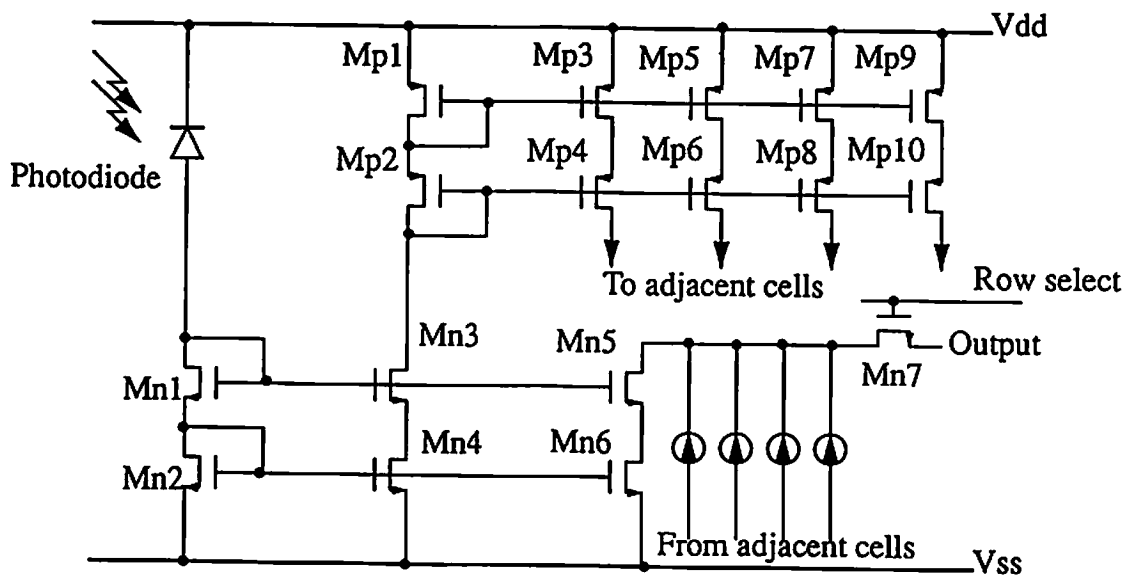 Vdd
Mp1 Mp3 Mp5 Mp7 Mp9
Mp2 Mp4 Mp6 Mp8 Mp10
Photodiode
To adjacent cells
Row select
Mn3 Mn5 Output
Mn1 Mn7
Mn4 Mn6
Mn2
From adjacent cells
Vss